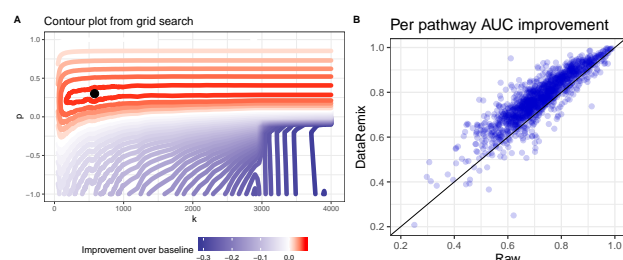 A
Contour plot from grid search
1.0
0.5
0.0
−0.5
−1.0
p
0
1000
2000
3000
4000
k
Improvement over baseline
−0.3
−0.2
−0.1
0.0
B
Per pathway AUC improvement
1.0
0.8
0.6
0.4
0.2
DataRemix
0.2
0.4
0.6
0.8
1.0
Raw